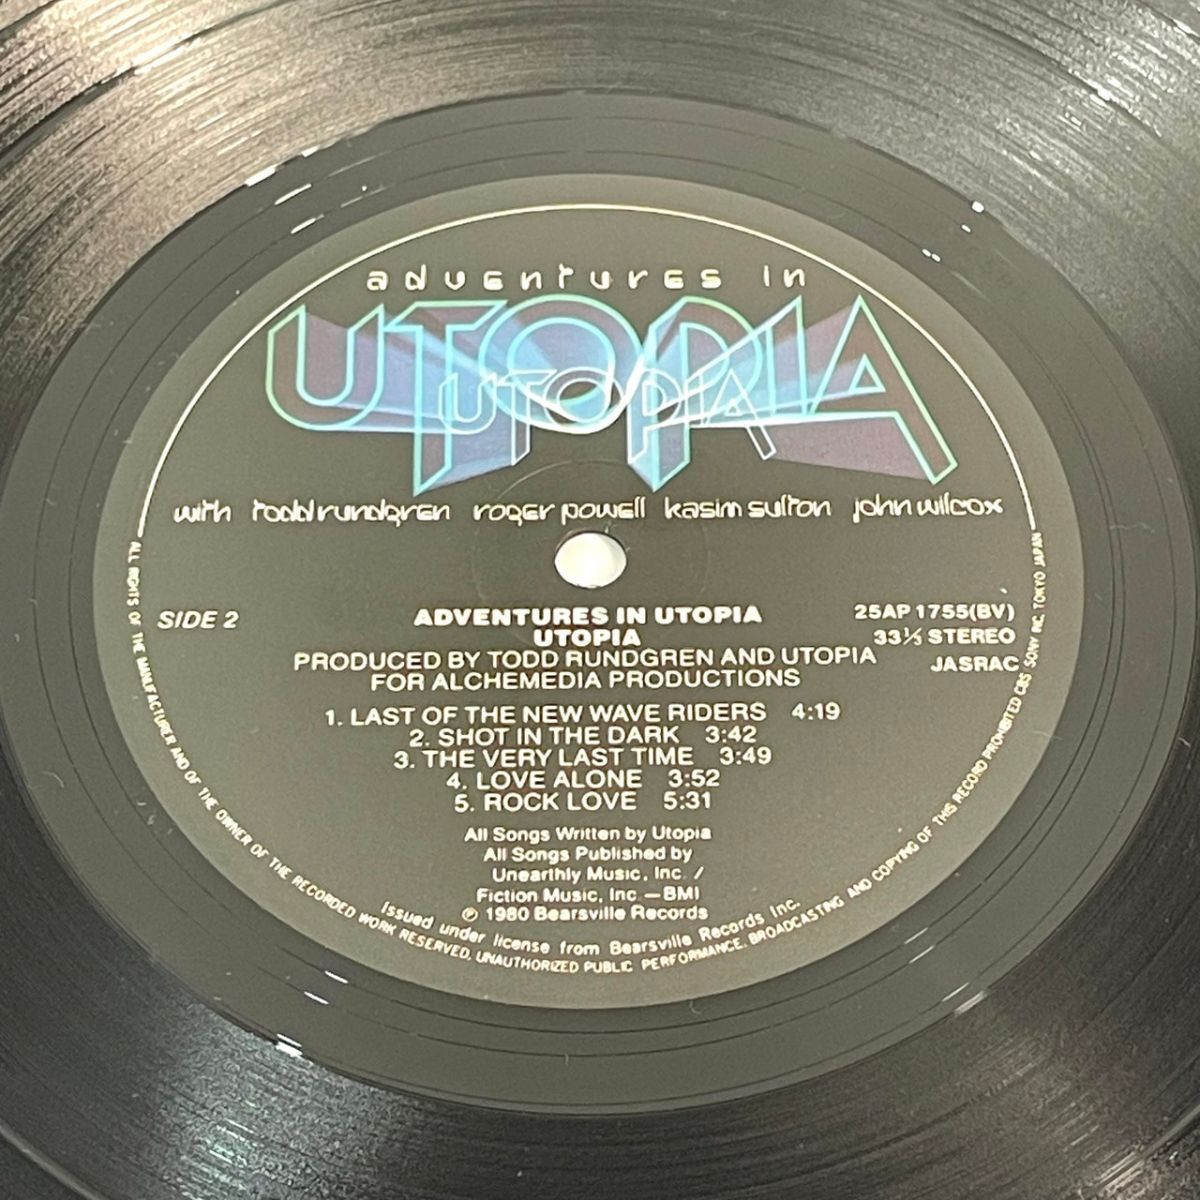 adventures in
UTOPIA
UTOPIA
with todd rundgren roger powell kasim sulton john wilcox
SIDE 2
ADVENTURES IN UTOPIA
UTOPIA
25AP 1755(BV)
33⅓ STEREO
JASRAC
PRODUCED BY TODD RUNDGREN AND UTOPIA
FOR ALCHEMEDIA PRODUCTIONS
1. LAST OF THE NEW WAVE RIDERS 4:19
2. SHOT IN THE DARK 3:42
3. THE VERY LAST TIME 3:49
4. LOVE ALONE 3:52
5. ROCK LOVE 5:31
All Songs Written by Utopia
All Songs Published by
Unearthly Music, Inc. /
Fiction Music, Inc.—BMI
℗ 1980 Bearsville Records
Issued under license from Bearsville Records Inc.
ALL RIGHTS OF THE MANUFACTURER AND OF THE OWNER OF THE RECORDED WORK RESERVED. UNAUTHORIZED PUBLIC PERFORMANCE. BROADCASTING AND COPYING OF THIS RECORD PROHIBITED CBS SONY INC. TOKYO JAPAN